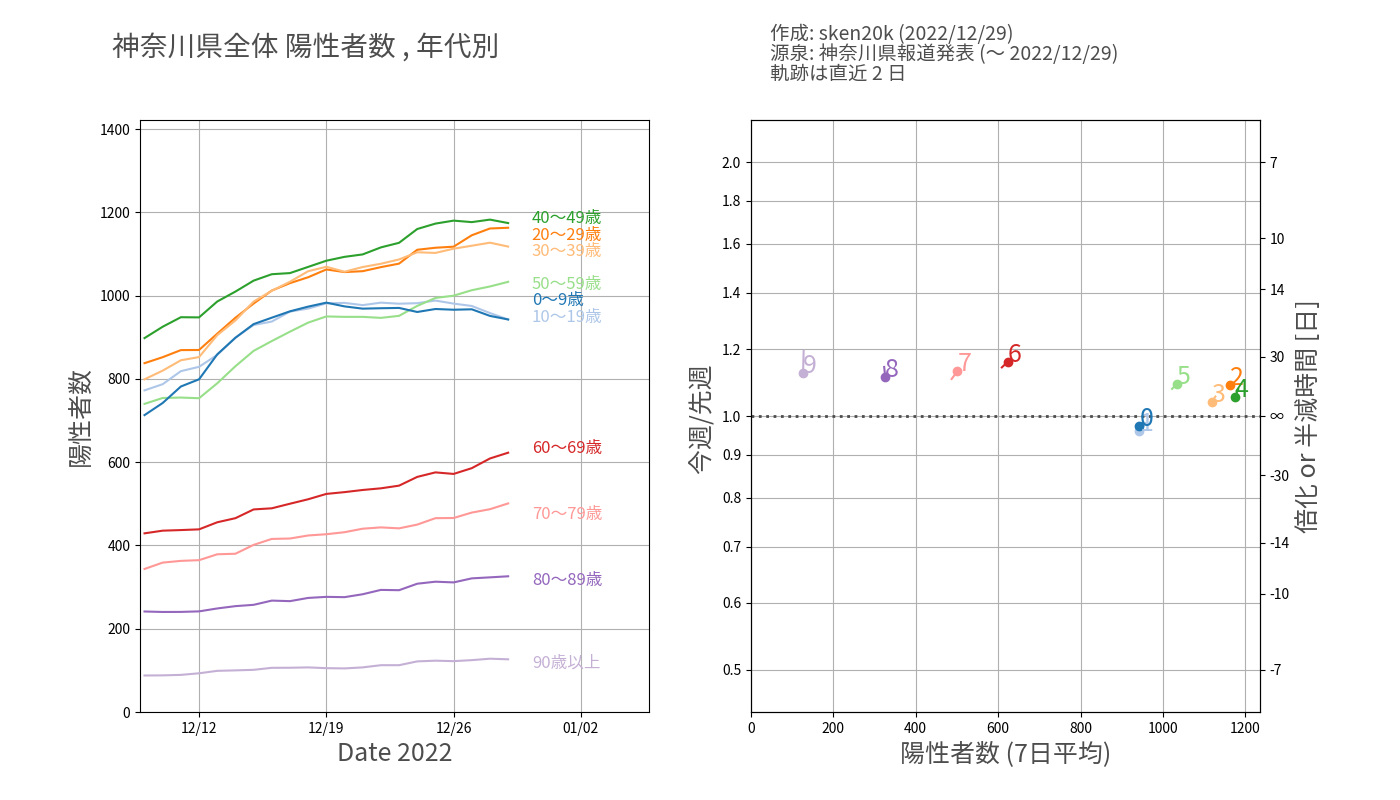 神奈川県全体 陽性者数 , 年代別
作成: sken20k (2022/12/29)
源泉: 神奈川県報道発表 (～ 2022/12/29)
軌跡は直近 2 日
陽性者数
1400
1200
1000
800
600
400
200
0
40～49歳
20～29歳
30～39歳
50～59歳
0～9歳
10～19歳
60～69歳
70～79歳
80～89歳
90歳以上
12/12
12/19
12/26
01/02
Date 2022
今週/先週
2.0
1.8
1.6
1.4
1.2
1.0
0.9
0.8
0.7
0.6
0.5
9
8
7
6
5
2
3
4
0
1
7
10
14
30
∞
-30
-14
-10
-7
倍化 or 半減時間 [日]
0
200
400
600
800
1000
1200
陽性者数 (7日平均)